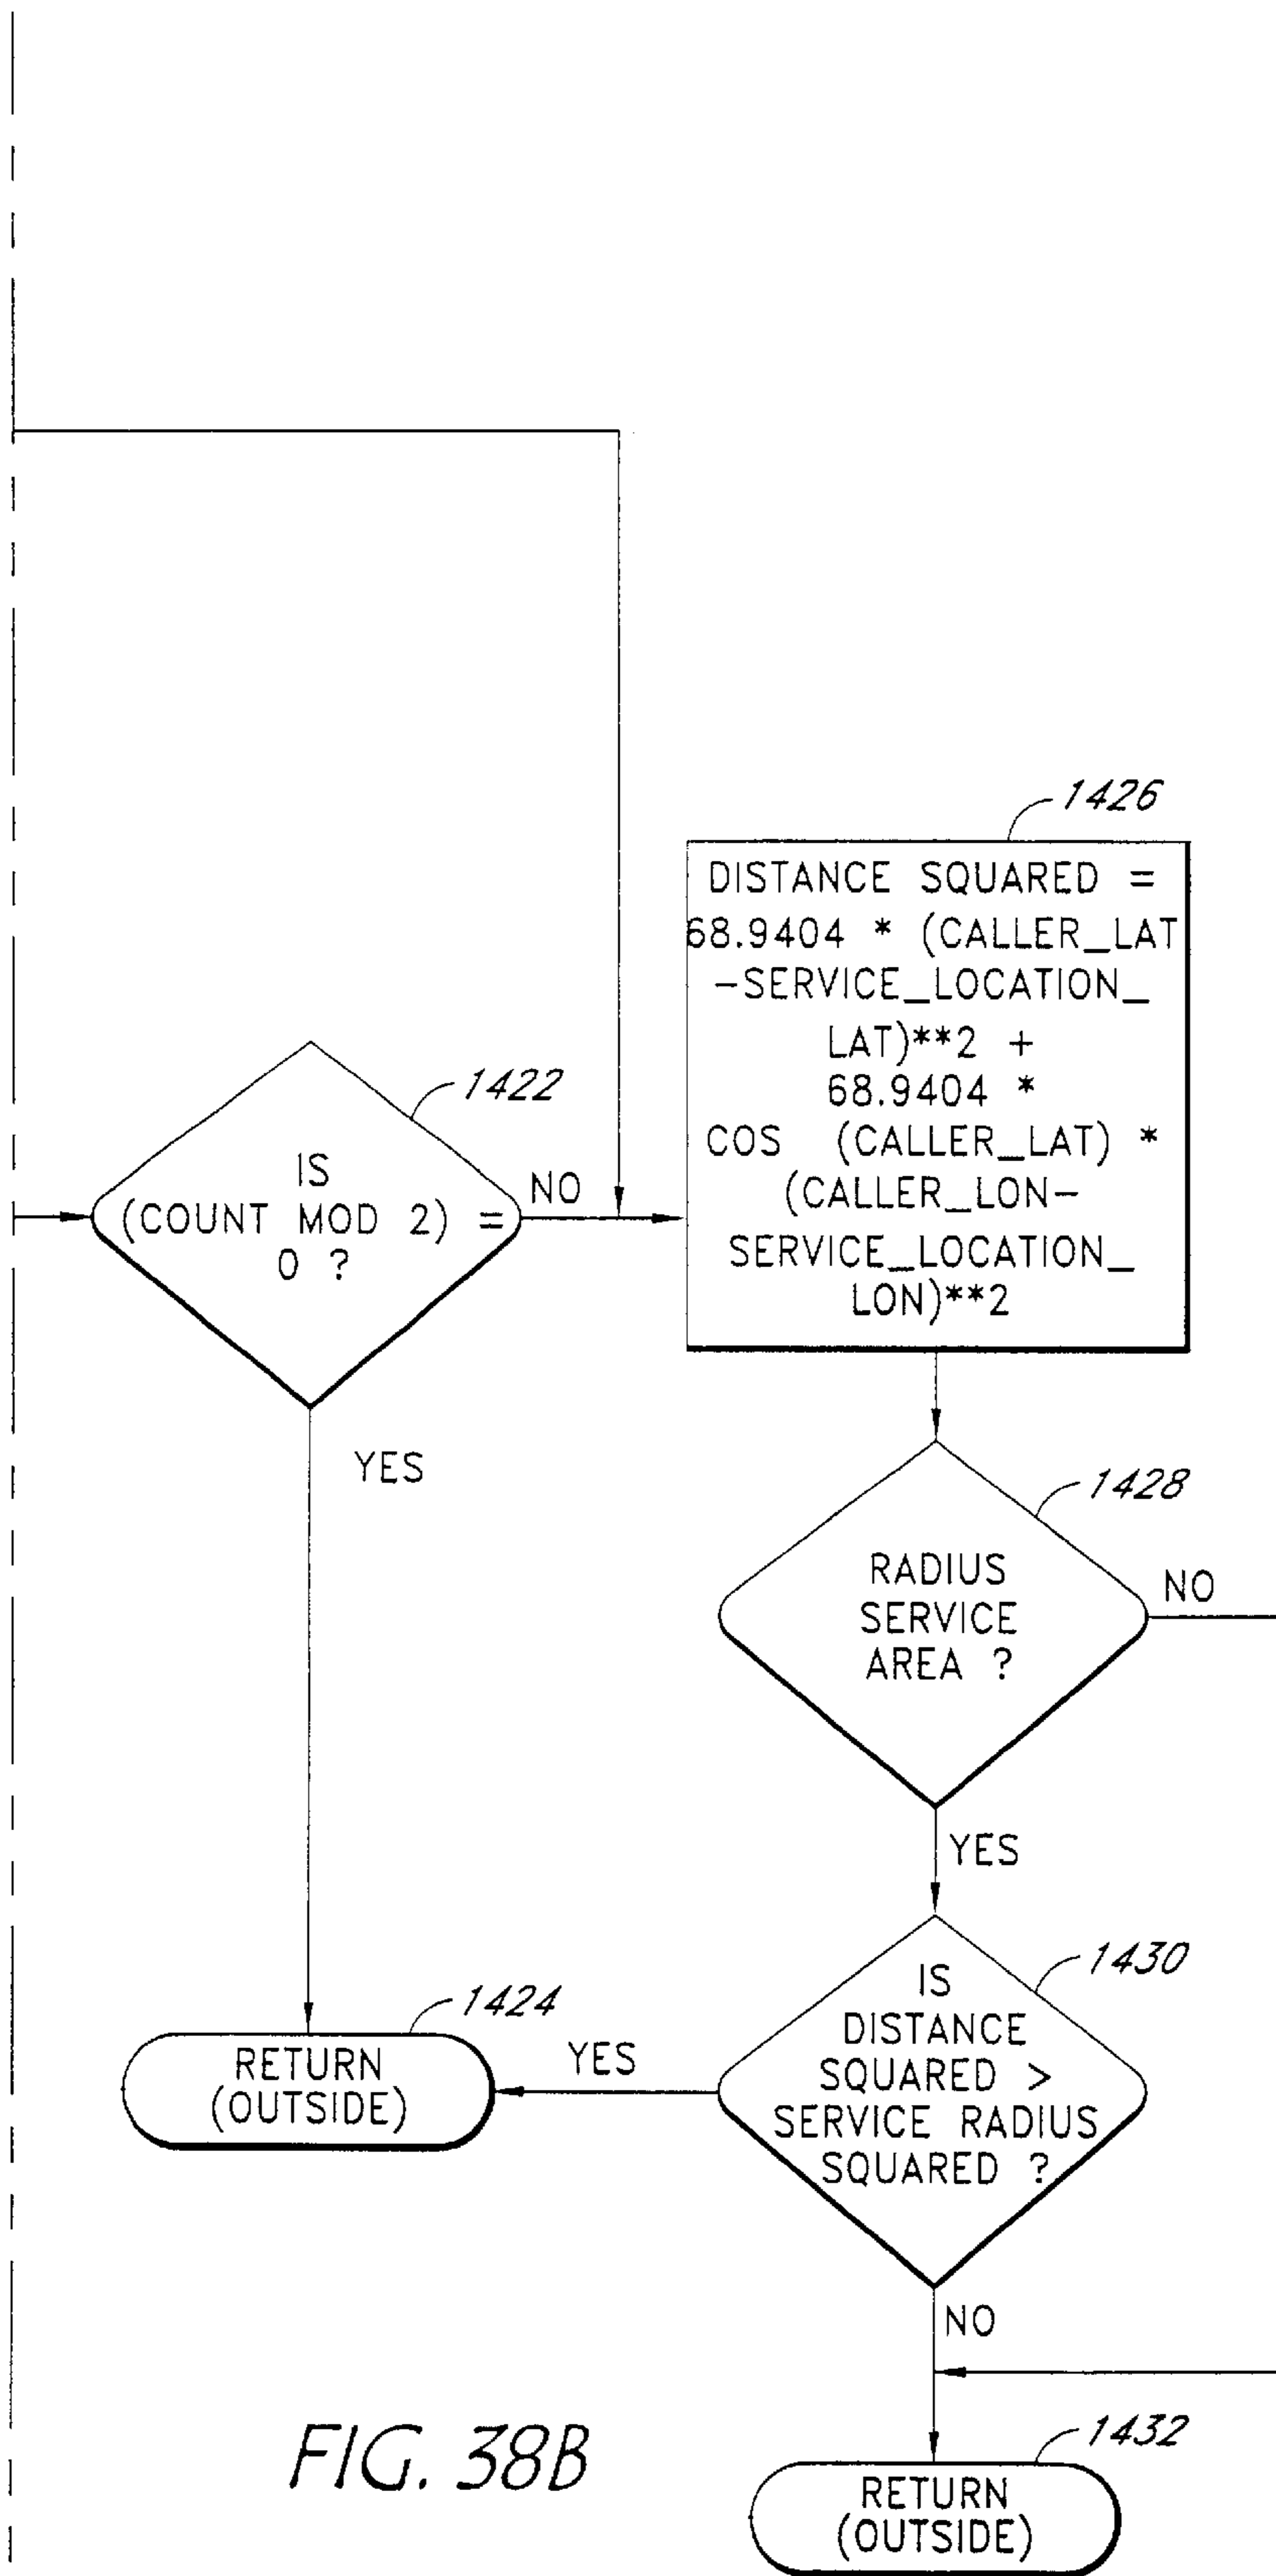 1426
DISTANCE SQUARED =
68.9404 * (CALLER_LAT
-SERVICE_LOCATION_
LAT)**2 +
68.9404 *
COS (CALLER_LAT) *
(CALLER_LON-
SERVICE_LOCATION_
LON)**2
1422
IS
(COUNT MOD 2) =
0 ?
NO
YES
1428
RADIUS
SERVICE
AREA ?
NO
YES
1430
IS
DISTANCE
SQUARED >
SERVICE RADIUS
SQUARED ?
YES
1424
RETURN
(OUTSIDE)
NO
1432
RETURN
(OUTSIDE)
FIG. 38B